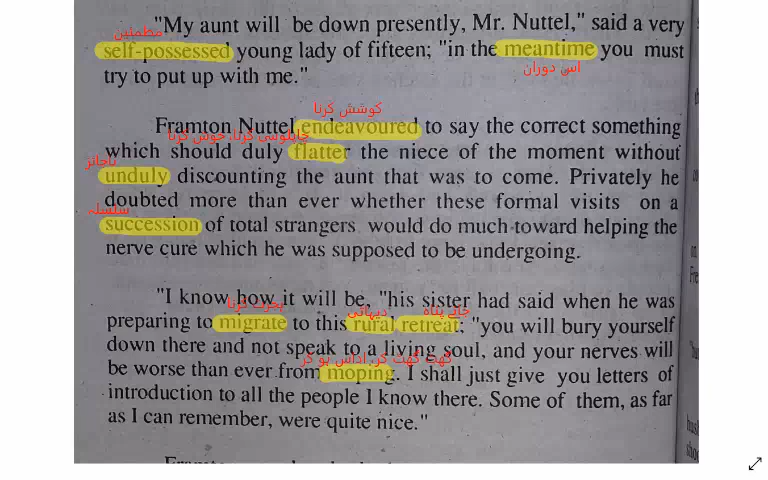 "My aunt will be down presently, Mr. Nuttel," said a very
مطمئین
self-possessed young lady of fifteen; "in the meantime you must
اسی دوران
try to put up with me."
کوشش کرنا
Framton Nuttel endeavoured to say the correct something
چاپلوسی کرنا، خوش کرنا
which should duly flatter the niece of the moment without
ناجائز
unduly discounting the aunt that was to come. Privately he
doubted more than ever whether these formal visits on a
سلسلہ
succession of total strangers would do much toward helping the
nerve cure which he was supposed to be undergoing.
"I know how it will be, "his sister had said when he was
ہجرت کرنا دیہاتی جائے پناہ
preparing to migrate to this rural retreat; "you will bury yourself
down there and not speak to a living soul, and your nerves will
گھٹ گھٹ کر، اداس ہو کر
be worse than ever from moping. I shall just give you letters of
introduction to all the people I know there. Some of them, as far
as I can remember, were quite nice."